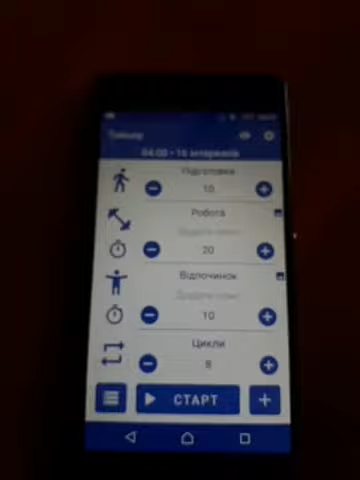 Таймер
04:00 • 16 інтервалів
Підготовка
10
Робота
20
Відпочинок
10
Цикли
8
СТАРТ